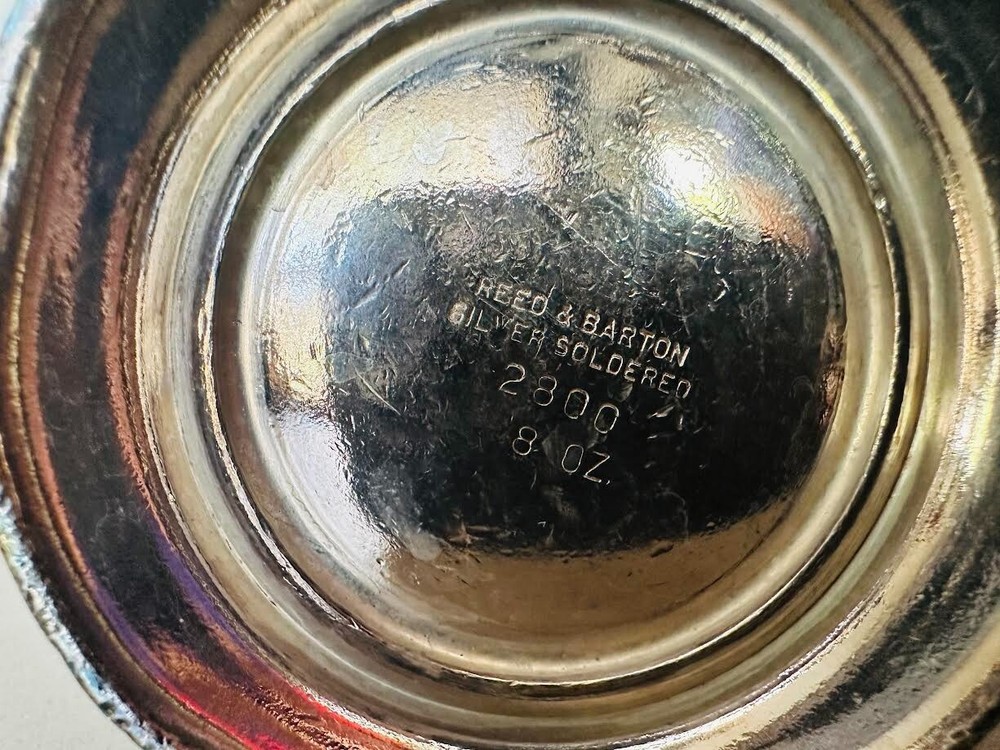 REED & BARTON
SILVER SOLDERED
2800
8 OZ.